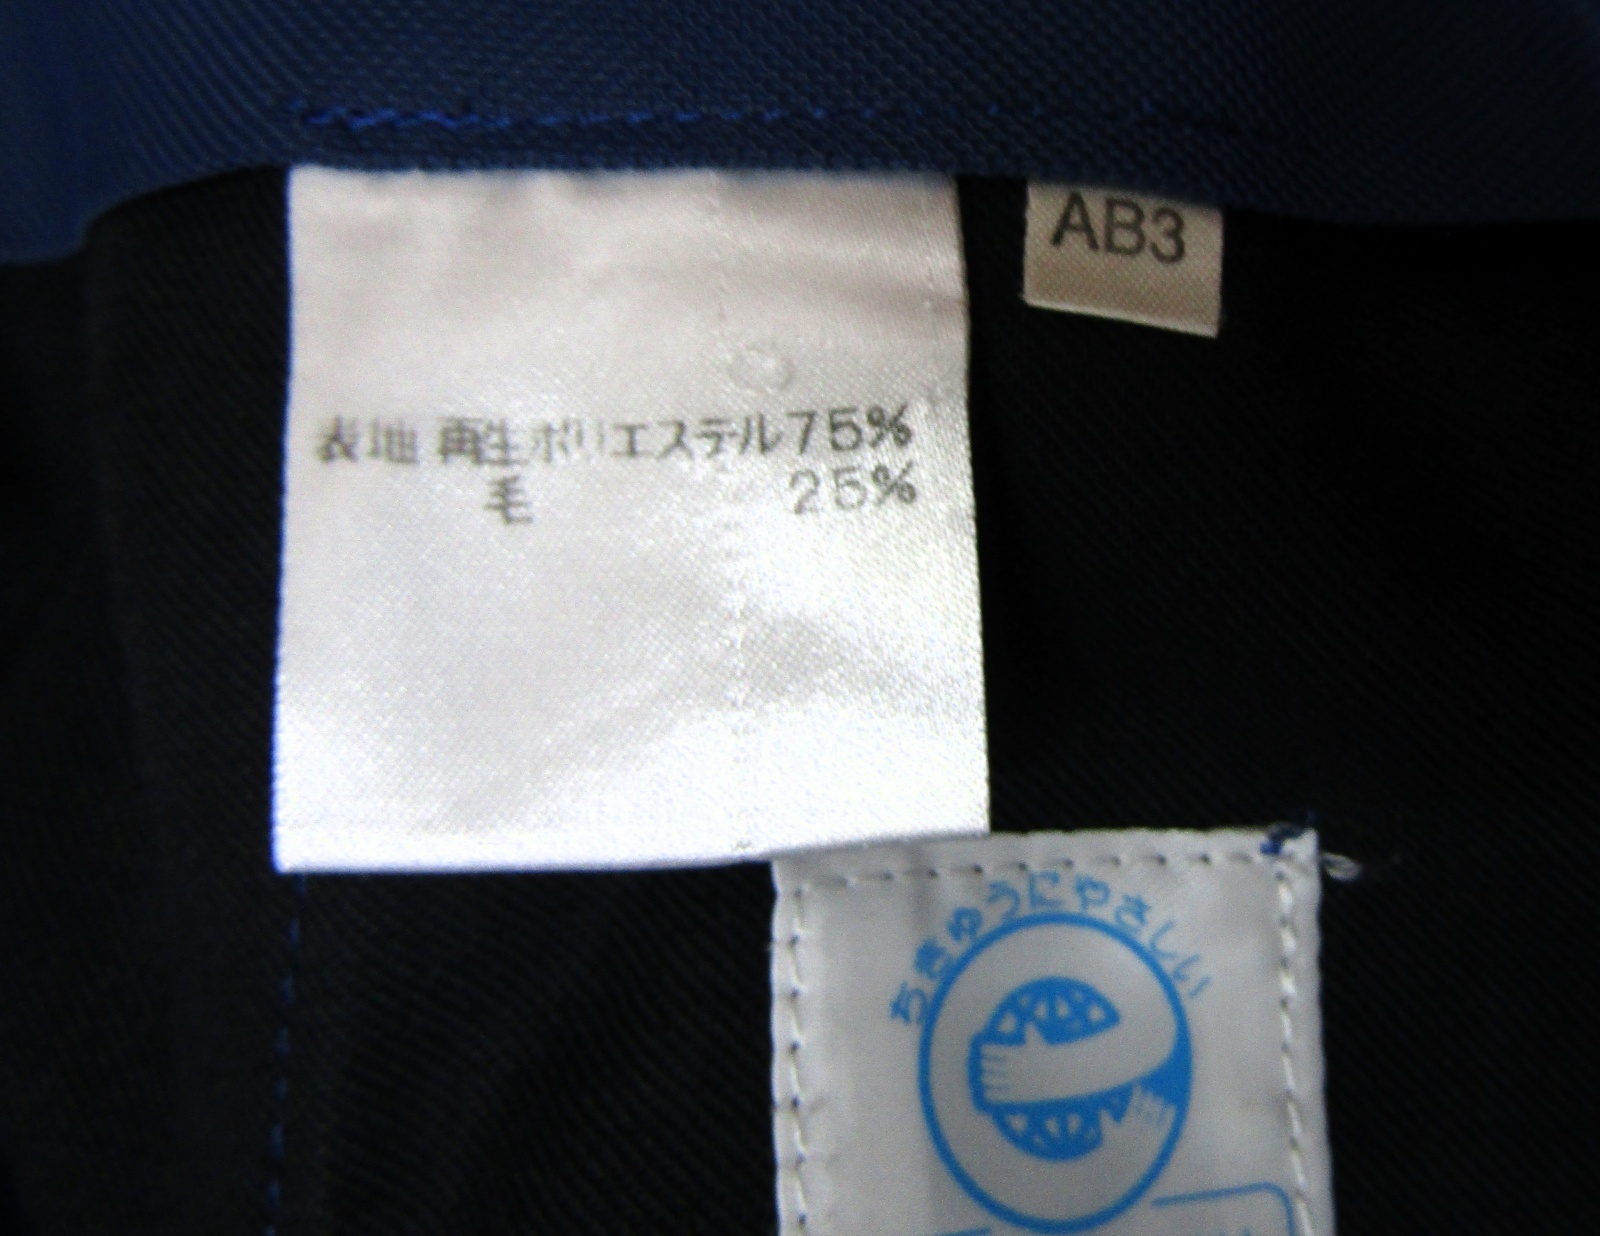 AB3
表地 再生ポリエステル75%
毛 25%
ちきゅうにやさしい